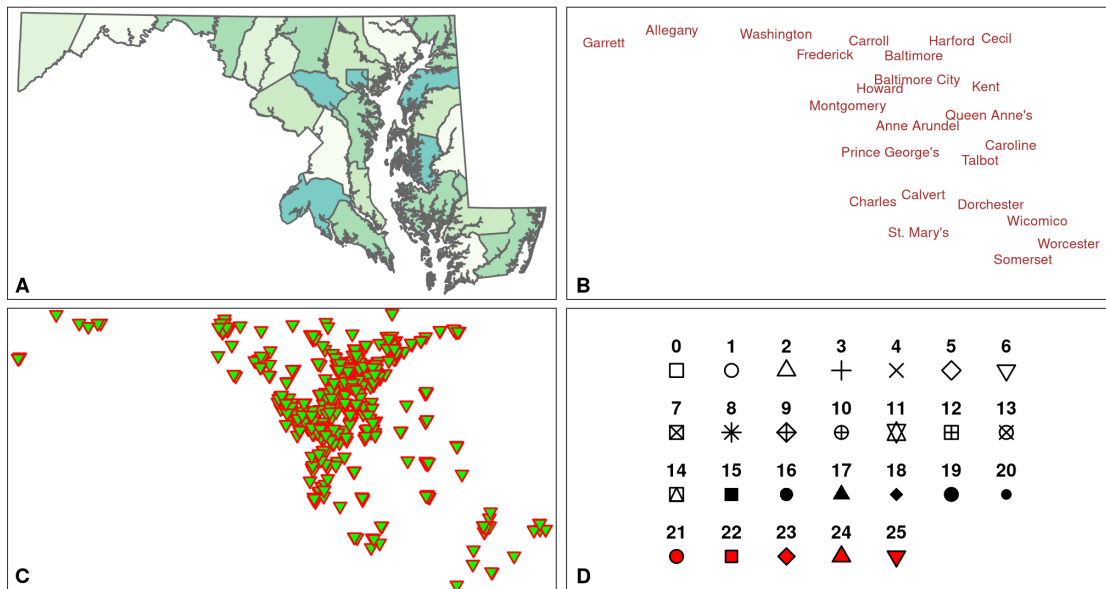 A
Garrett
Allegany
Washington
Frederick
Carroll
Baltimore
Harford
Cecil
Baltimore City
Howard
Kent
Montgomery
Anne Arundel
Queen Anne's
Prince George's
Caroline
Talbot
Charles
Calvert
Dorchester
Wicomico
St. Mary's
Worcester
Somerset
B
C
0 1 2 3 4 5 6
7 8 9 10 11 12 13
14 15 16 17 18 19 20
21 22 23 24 25
D